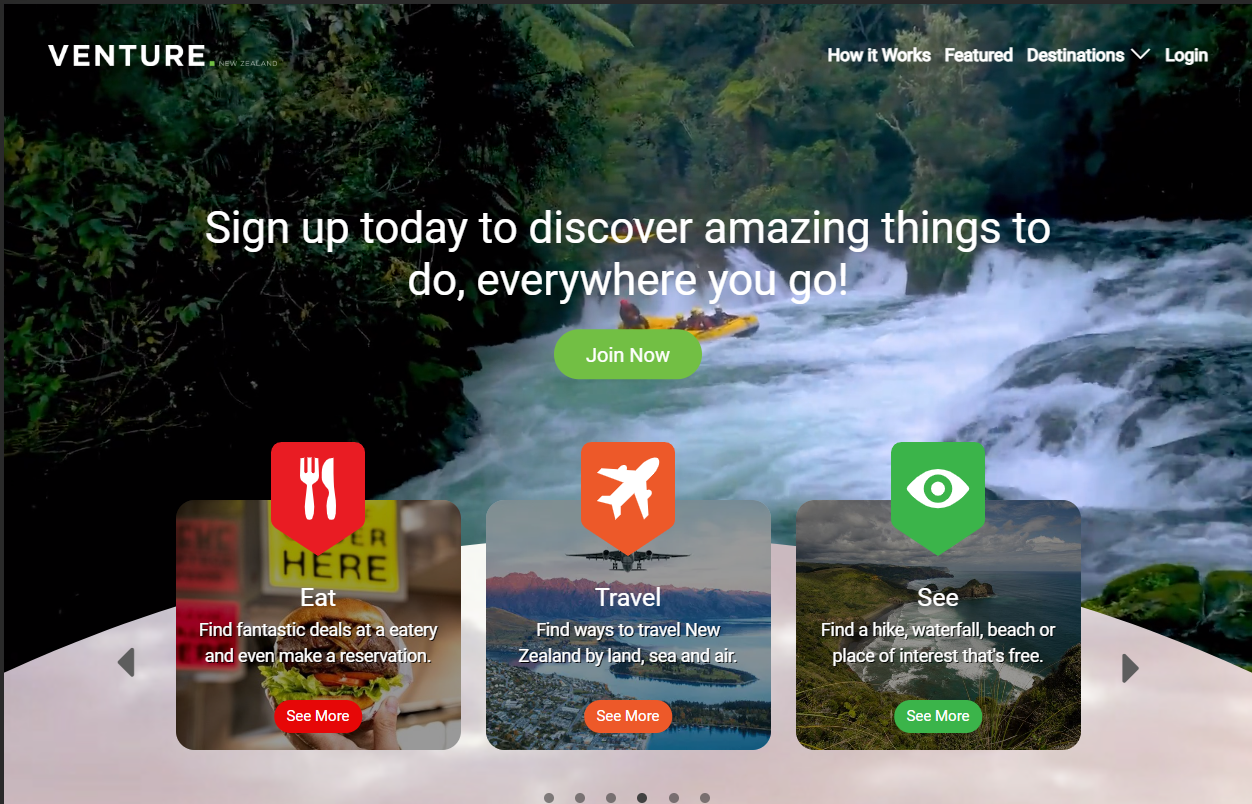 VENTURE. NEW ZEALAND
How it Works Featured Destinations Login
Sign up today to discover amazing things to
do, everywhere you go!
Join Now
HERE
Eat
Find fantastic deals at a eatery
and even make a reservation.
See More
Travel
Find ways to travel New
Zealand by land, sea and air.
See More
See
Find a hike, waterfall, beach or
place of interest that's free.
See More